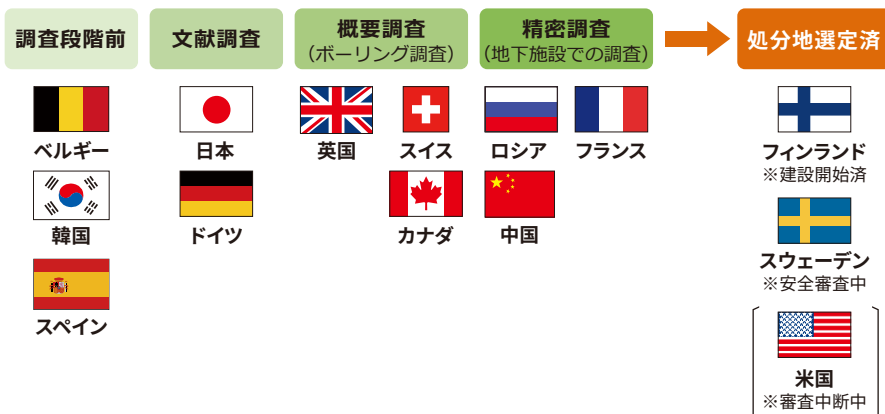 調査段階前
文献調査
概要調査
(ボーリング調査)
精密調査
(地下施設での調査)
処分地選定済
ベルギー
日本
英国
スイス
ロシア
フランス
フィンランド
※建設開始済
韓国
ドイツ
カナダ
中国
スウェーデン
※安全審査中
スペイン
米国
※審査中断中